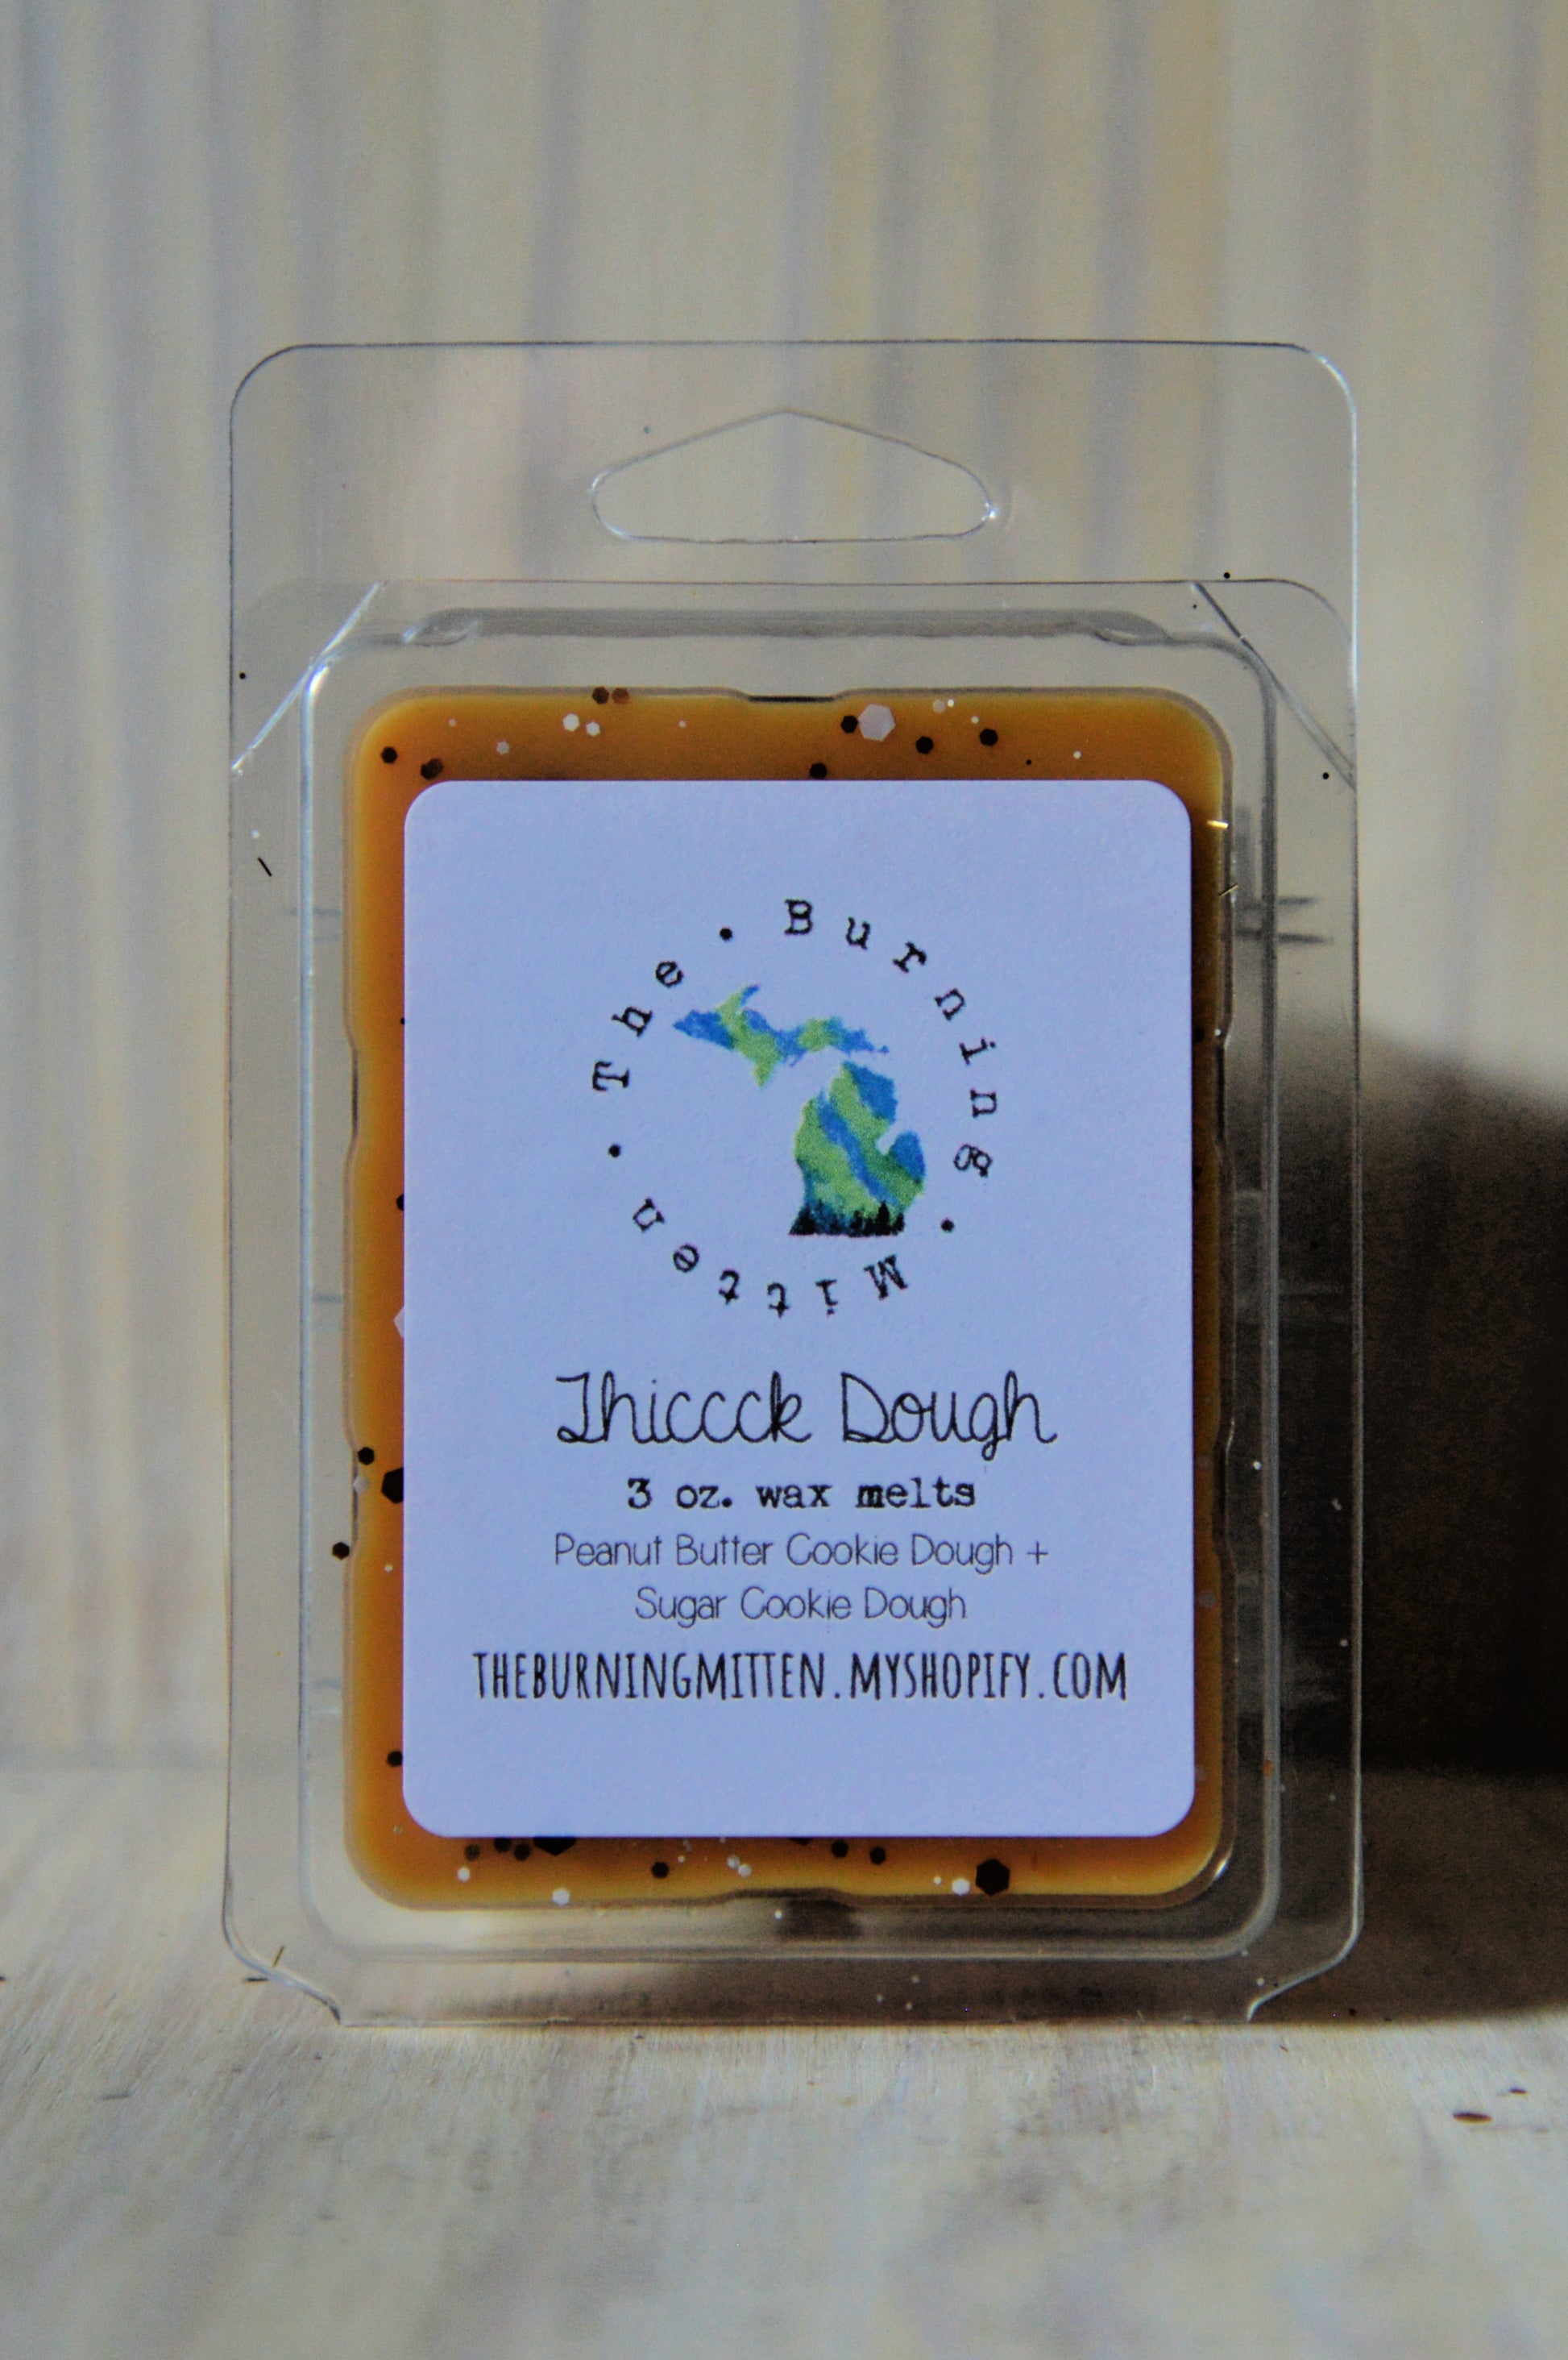 The • Burning • Mitten •
Thiccck Dough
3 oz. wax melts
Peanut Butter Cookie Dough +
Sugar Cookie Dough
THEBURNINGMITTEN.MYSHOPIFY.COM